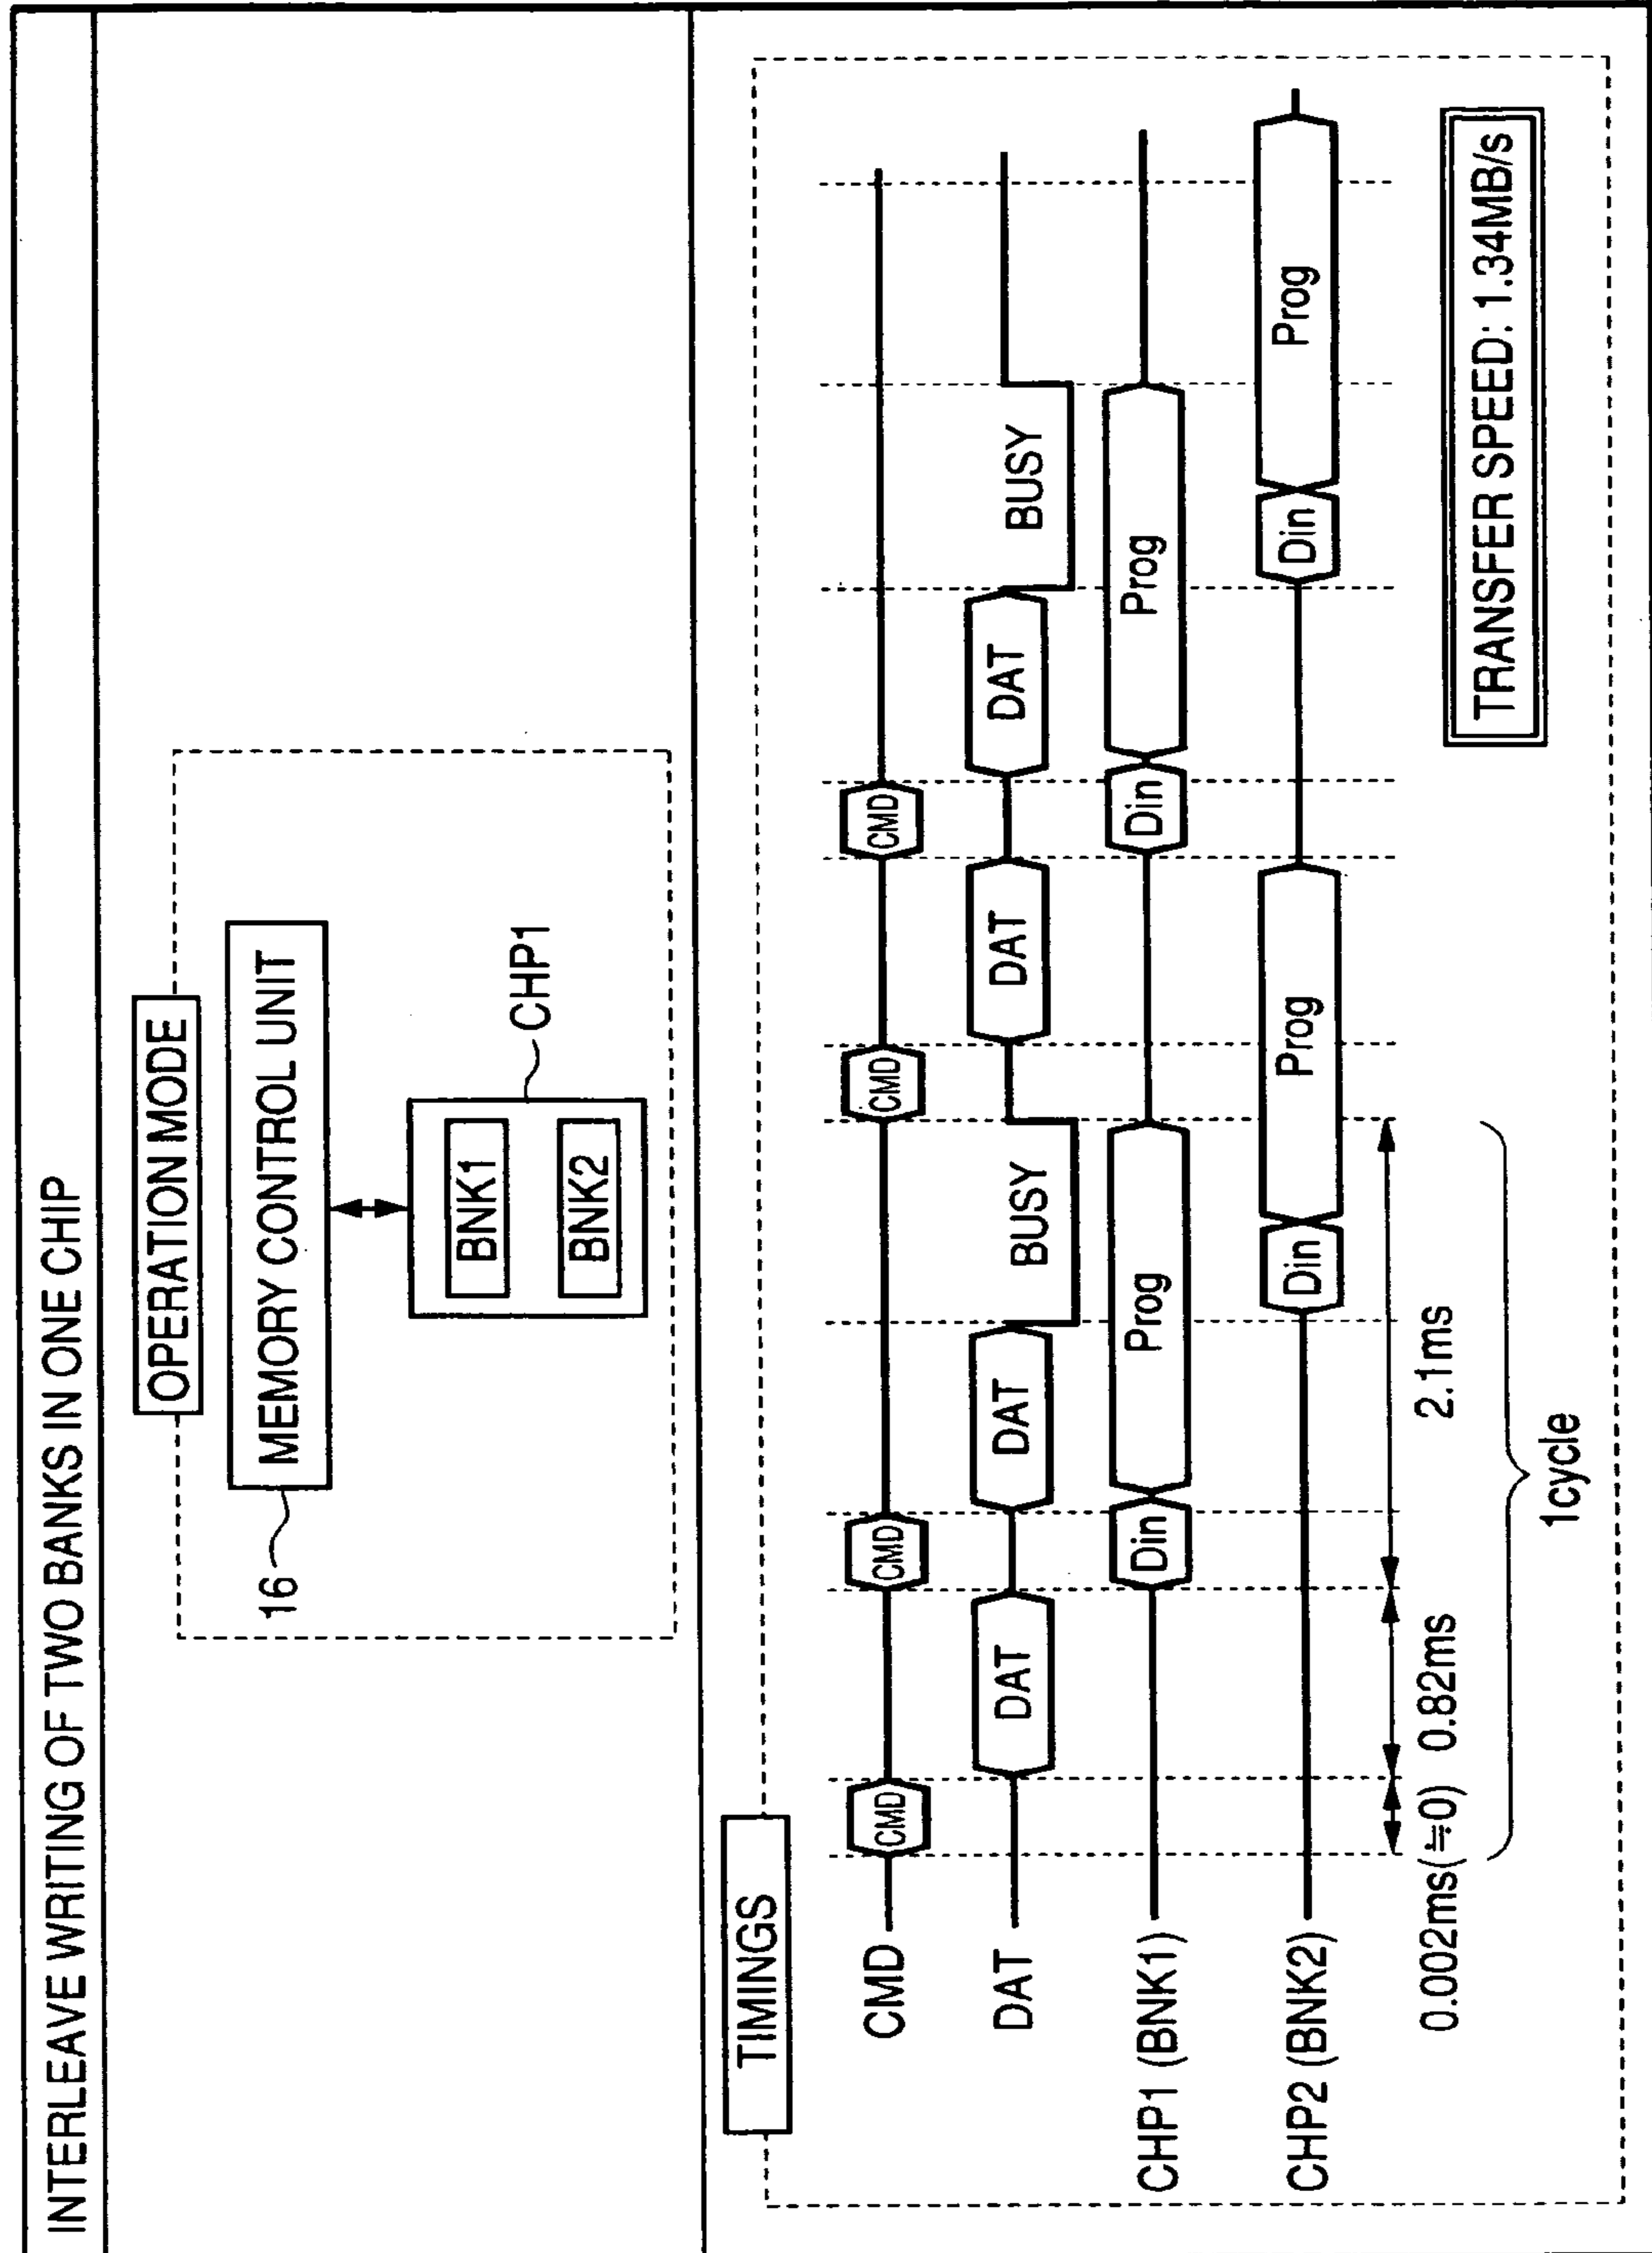 INTERLEAVE WRITING OF TWO BANKS IN ONE CHIP
OPERATION MODE
MEMORY CONTROL UNIT
16
CHP1
BNK1
BNK2
TIMINGS
CMD
CMD CMD CMD CMD
DAT
DAT DAT BUSY DAT DAT BUSY
CHP1 (BNK1)
Din Prog Din Prog
CHP2 (BNK2)
Din Prog Din Prog
0.002ms(≒0) 0.82ms 2.1ms
1cycle
TRANSFER SPEED: 1.34MB/s